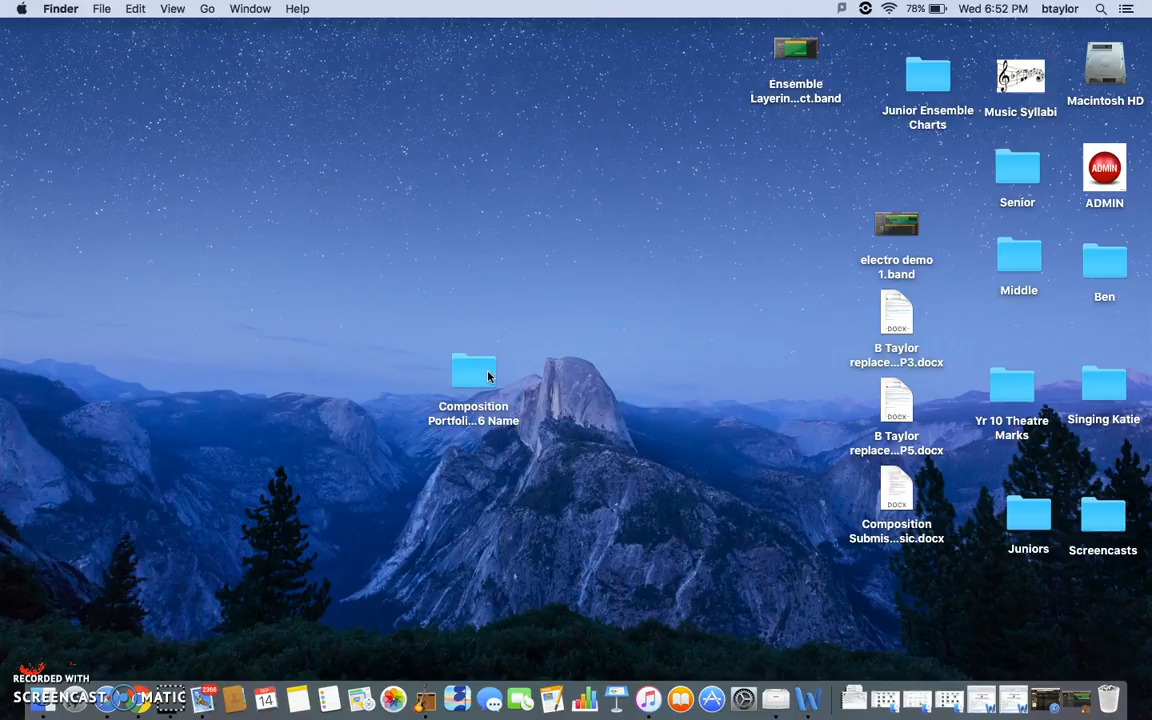 Finder File Edit View Go Window Help 78% Wed 6:52 PM btaylor
Ensemble
Layerin...ct.band
Junior Ensemble
Charts
Music Syllabi
Macintosh HD
Senior
ADMIN
ADMIN
electro demo
1.band
Middle
Ben
DOCX
B Taylor
replace...P3.docx
Composition
Portfoli...6 Name
DOCX
B Taylor
replace...P5.docx
Yr 10 Theatre
Marks
Singing Katie
DOCX
Composition
Submis...sic.docx
Juniors
Screencasts
RECORDED WITH
SCREENCAST MATIC
2366
SEP
14